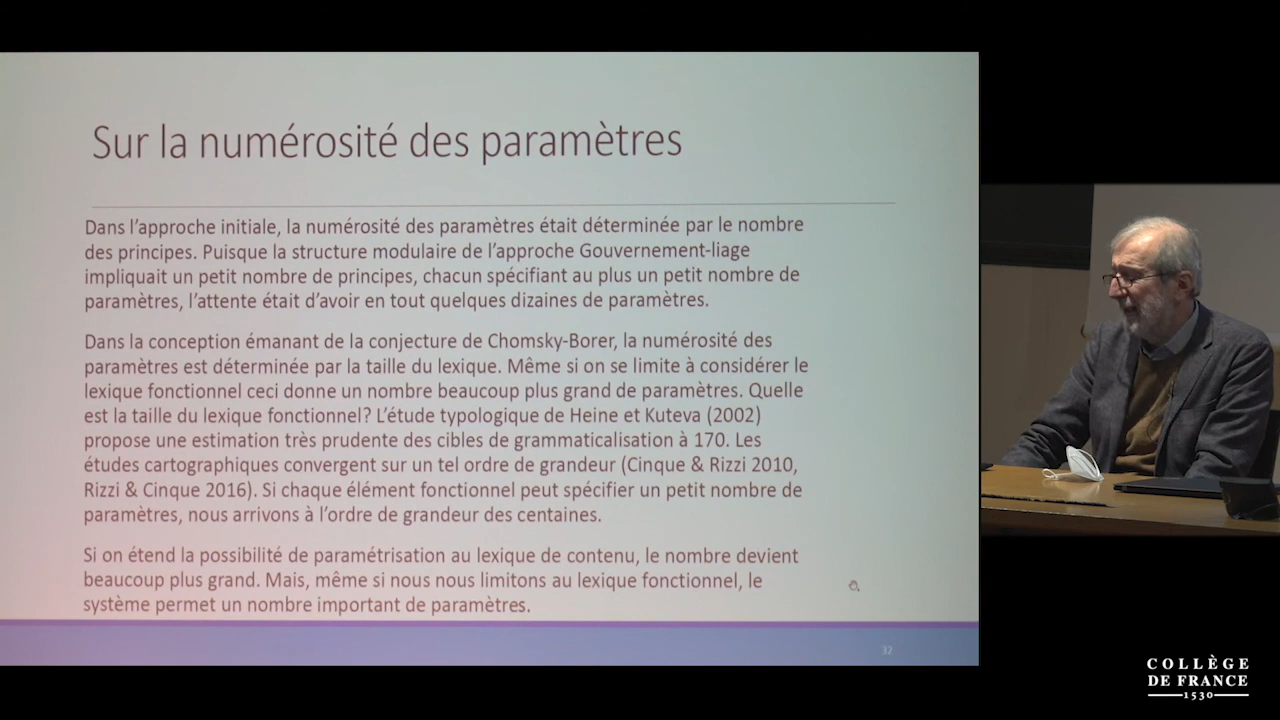 Sur la numérosité des paramètres
Dans l'approche initiale, la numérosité des paramètres était déterminée par le nombre
des principes. Puisque la structure modulaire de l'approche Gouvernement-liage
impliquait un petit nombre de principes, chacun spécifiant au plus un petit nombre de
paramètres, l'attente était d'avoir en tout quelques dizaines de paramètres.
Dans la conception émanant de la conjecture de Chomsky-Borer, la numérosité des
paramètres est déterminée par la taille du lexique. Même si on se limite à considérer le
lexique fonctionnel ceci donne un nombre beaucoup plus grand de paramètres. Quelle
est la taille du lexique fonctionnel? L'étude typologique de Heine et Kuteva (2002)
propose une estimation très prudente des cibles de grammaticalisation à 170. Les
études cartographiques convergent sur un tel ordre de grandeur (Cinque & Rizzi 2010,
Rizzi & Cinque 2016). Si chaque élément fonctionnel peut spécifier un petit nombre de
paramètres, nous arrivons à l'ordre de grandeur des centaines.
Si on étend la possibilité de paramétrisation au lexique de contenu, le nombre devient
beaucoup plus grand. Mais, même si nous nous limitons au lexique fonctionnel, le
système permet un nombre important de paramètres.
32
COLLÈGE
DE FRANCE
1530